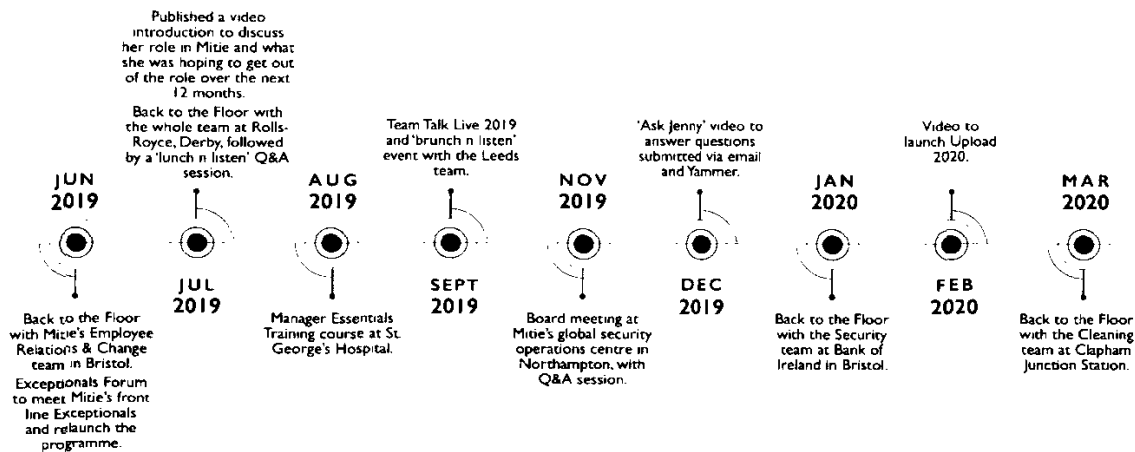 JUN
2019
Back to the Floor
with Mitie's Employee
Relations & Change
team in Bristol.
Exceptionals Forum
to meet Mitie's front
line Exceptionals
and relaunch the
programme.
Published a video
introduction to discuss
her role in Mitie and what
she was hoping to get out
of the role over the next
12 months.
Back to the Floor with
the whole team at Rolls-
Royce, Derby, followed
by a 'lunch n listen' Q&A
session.
JUL
2019
AUG
2019
Manager Essentials
Training course at St.
George's Hospital.
Team Talk Live 2019
and 'brunch n listen'
event with the Leeds
team.
SEPT
2019
NOV
2019
Board meeting at
Mitie's global security
operations centre in
Northampton, with
Q&A session.
'Ask Jenny' video to
answer questions
submitted via email
and Yammer.
DEC
2019
JAN
2020
Back to the Floor
with the Security
team at Bank of
Ireland in Bristol.
Video to
launch Upload
2020.
FEB
2020
MAR
2020
Back to the Floor
with the Cleaning
team at Clapham
Junction Station.